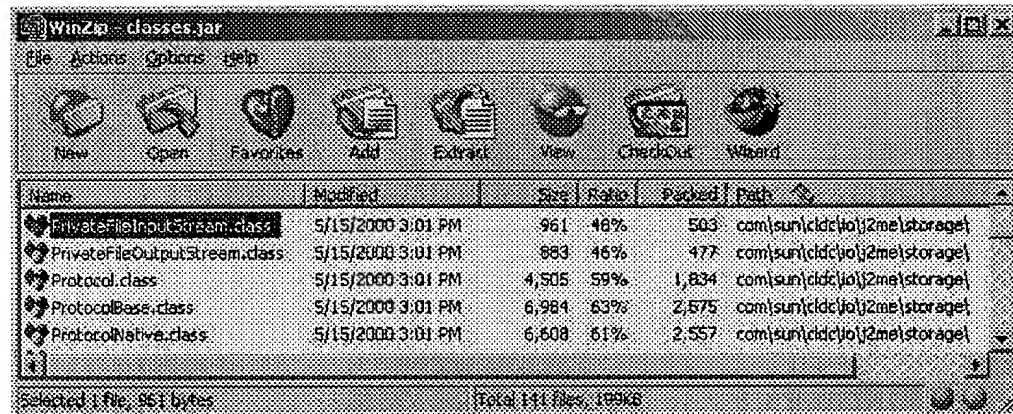 WinZip - classes.jar
File Actions Options Help
New Open Favorites Add Extract View CheckOut Wizard
Name Modified Size Ratio Packed Path
PrivateFileInputStream.class 5/15/2000 3:01 PM 961 48% 503 com\sun\cldc\io\j2me\storage\
PrivateFileOutputStream.class 5/15/2000 3:01 PM 883 46% 477 com\sun\cldc\io\j2me\storage\
Protocol.class 5/15/2000 3:01 PM 4,505 59% 1,834 com\sun\cldc\io\j2me\storage\
ProtocolBase.class 5/15/2000 3:01 PM 6,984 63% 2,575 com\sun\cldc\io\j2me\storage\
ProtocolNative.class 5/15/2000 3:01 PM 6,608 61% 2,557 com\sun\cldc\io\j2me\storage\
Selected 1 file, 961 bytes Total 141 files, 199KB